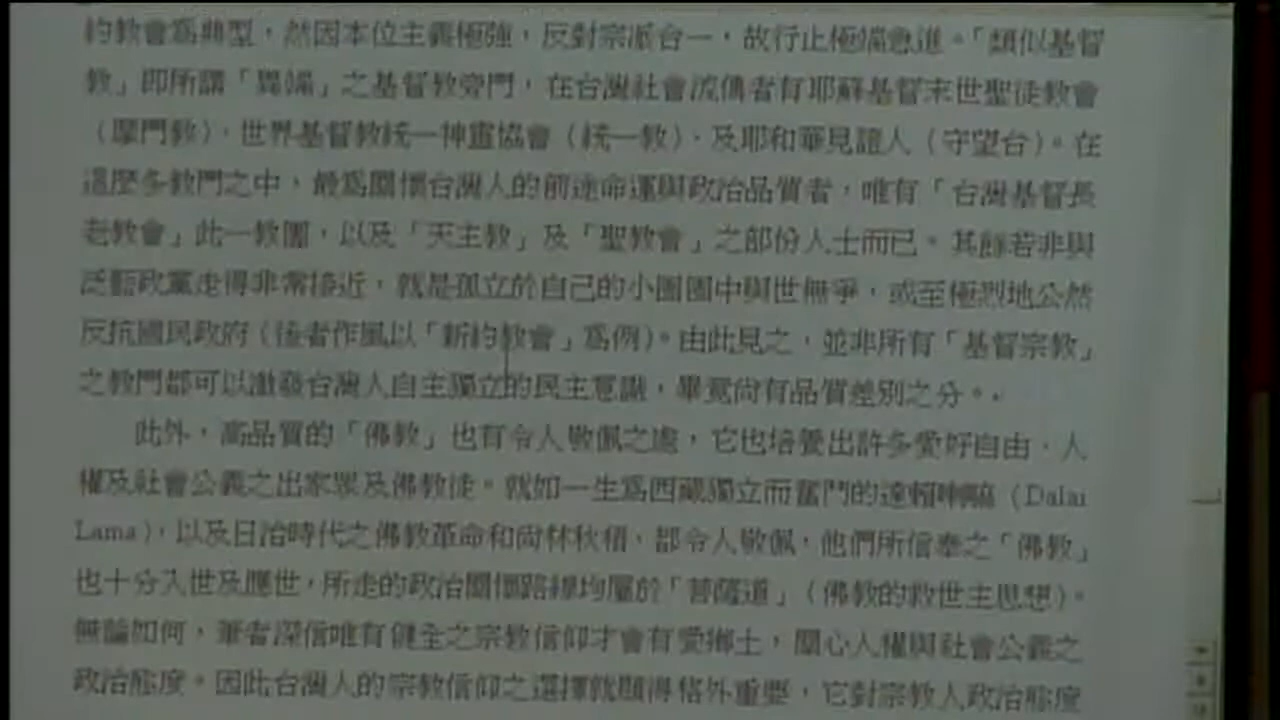 約教會為典型，然因本位主義極強，反對宗派合一，故行止極端急進。「類似基督
教」即所謂「異端」之基督教旁門，在台灣社會流傳者有耶穌基督末世聖徒教會
（摩門教）、世界基督教統一神靈協會（統一教）、及耶和華見證人（守望台）。在
這麼多教門之中，最為關懷台灣人的前途命運與政治品質者，唯有「台灣基督長
老教會」此一教團，以及「天主教」及「聖教會」之部份人士而已。其餘若非與
泛藍政黨走得非常接近，就是孤立於自己的小圈圈中與世無爭，或至極烈地公然
反抗國民政府（後者作風以「新約教會」為例）。由此見之，並非所有「基督宗教」
之教門都可以激發台灣人自主獨立的民主意識，畢竟尚有品質差別之分。
此外，高品質的「佛教」也有令人敬佩之處，它也培養出許多愛好自由、人
權及社會公義之出家眾及佛教徒。就如一生為西藏獨立而奮鬥的達賴喇嘛（Dalai
Lama），以及日治時代之佛教革命和尚林秋梧，都令人敬佩，他們所信奉之「佛教」
也十分入世及應世，所走的政治關懷路線均屬於「菩薩道」（佛教的救世主思想）。
無論如何，筆者深信唯有健全之宗教信仰才會有愛鄉土，關心人權與社會公義之
政治態度。因此台灣人的宗教信仰之選擇就顯得格外重要，它對宗教人政治態度